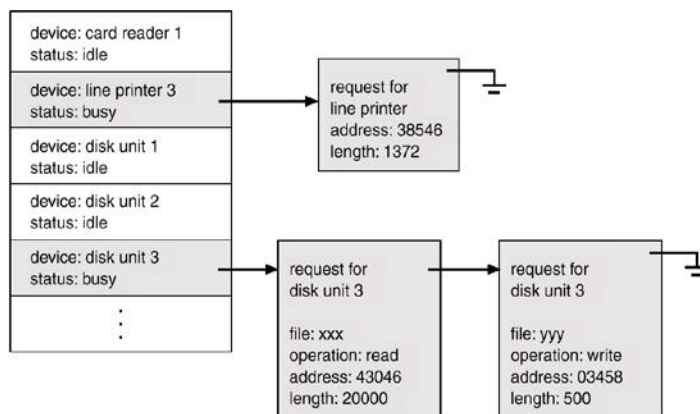 device: card reader 1
status: idle
device: line printer 3
status: busy
device: disk unit 1
status: idle
device: disk unit 2
status: idle
device: disk unit 3
status: busy
request for
line printer
address: 38546
length: 1372
request for
disk unit 3
file: xxx
operation: read
address: 43046
length: 20000
request for
disk unit 3
file: yyy
operation: write
address: 03458
length: 500